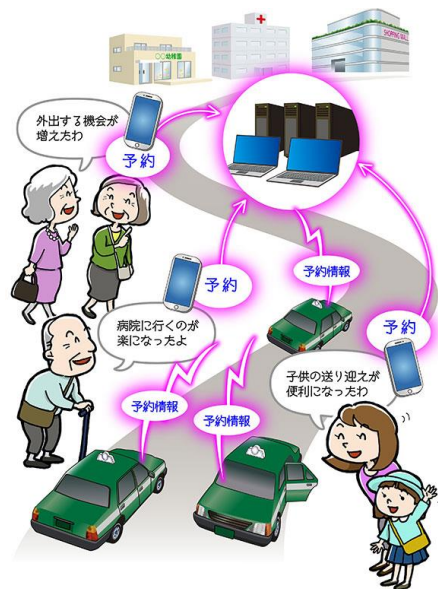 ○○幼稚園
SHOPPING MALL
外出する機会が
増えたわ
予約
予約
予約情報
病院に行くのが
楽になったよ
予約
子供の送り迎えが
便利になったわ
予約情報
予約情報